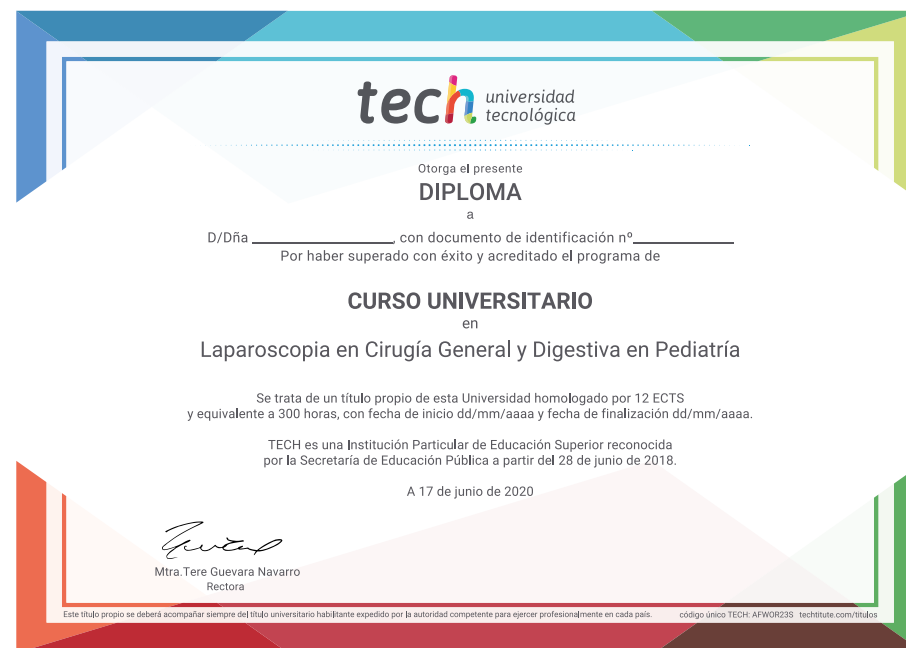 tech universidad
tecnológica
Otorga el presente
DIPLOMA
a
D/Dña ____________________, con documento de identificación nº______________
Por haber superado con éxito y acreditado el programa de
CURSO UNIVERSITARIO
en
Laparoscopia en Cirugía General y Digestiva en Pediatría
Se trata de un título propio de esta Universidad homologado por 12 ECTS
y equivalente a 300 horas, con fecha de inicio dd/mm/aaaa y fecha de finalización dd/mm/aaaa.
TECH es una Institución Particular de Educación Superior reconocida
por la Secretaría de Educación Pública a partir del 28 de junio de 2018.
A 17 de junio de 2020
Mtra.Tere Guevara Navarro
Rectora
Este título propio se deberá acompañar siempre del título universitario habilitante expedido por la autoridad competente para ejercer profesionalmente en cada país. código único TECH: AFWOR23S techtitute.com/titulos